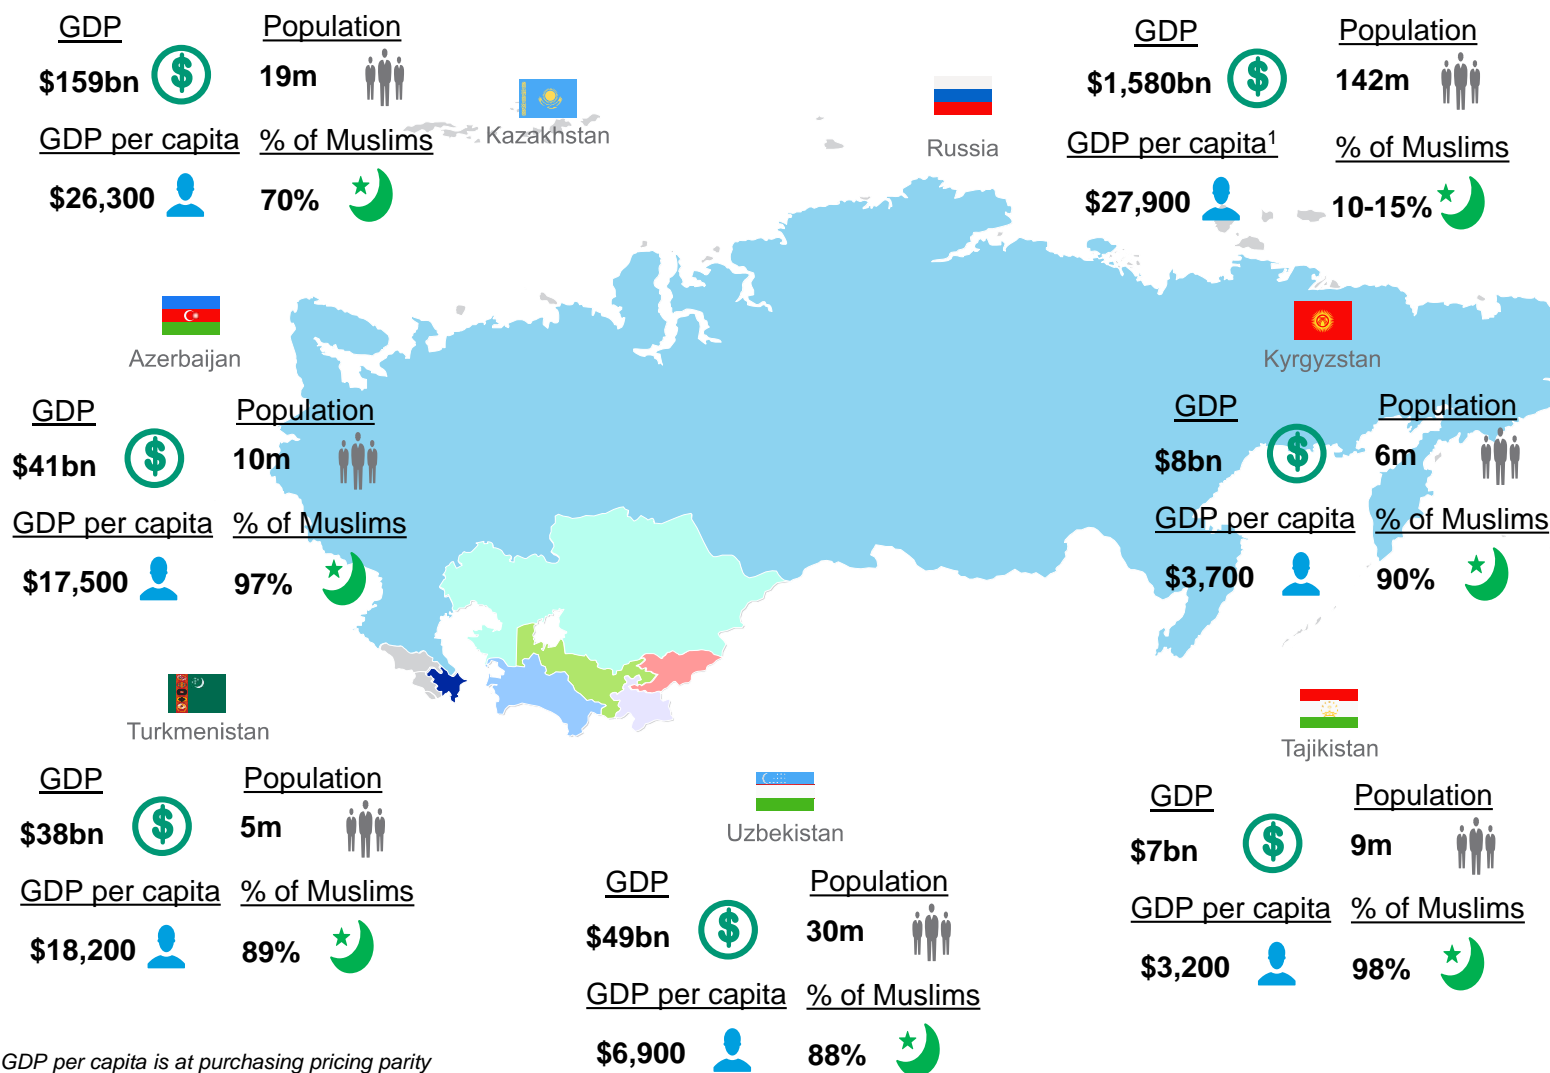 GDP
Population
$159bn
19m
GDP per capita
% of Muslims
$26,300
70%
Kazakhstan
Russia
GDP
Population
$1,580bn
142m
GDP per capita¹
% of Muslims
$27,900
10-15%
Azerbaijan
GDP
Population
$41bn
10m
GDP per capita
% of Muslims
$17,500
97%
Kyrgyzstan
GDP
Population
$8bn
6m
GDP per capita
% of Muslims
$3,700
90%
Turkmenistan
GDP
Population
$38bn
5m
GDP per capita
% of Muslims
$18,200
89%
Uzbekistan
GDP
Population
$49bn
30m
GDP per capita
% of Muslims
$6,900
88%
Tajikistan
GDP
Population
$7bn
9m
GDP per capita
% of Muslims
$3,200
98%
GDP per capita is at purchasing pricing parity